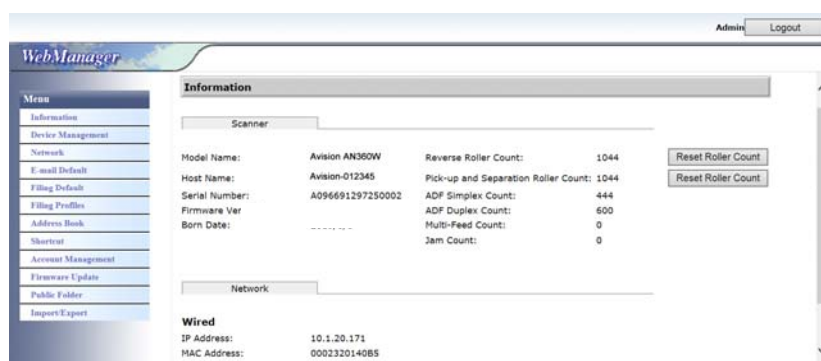 Admin Logout
WebManager
Menu
Information
Device Management
Network
E-mail Default
Filing Default
Filing Profiles
Address Book
Shortcut
Account Management
Firmware Update
Public Folder
Import/Export
Information
Scanner
Model Name: Avision AN360W Reverse Roller Count: 1044 Reset Roller Count
Host Name: Avision-012345 Pick-up and Separation Roller Count: 1044 Reset Roller Count
Serial Number: A096691297250002 ADF Simplex Count: 444
Firmware Ver ADF Duplex Count: 600
Born Date: Multi-Feed Count: 0
Jam Count: 0
Network
Wired
IP Address: 10.1.20.171
MAC Address: 0002320140B5